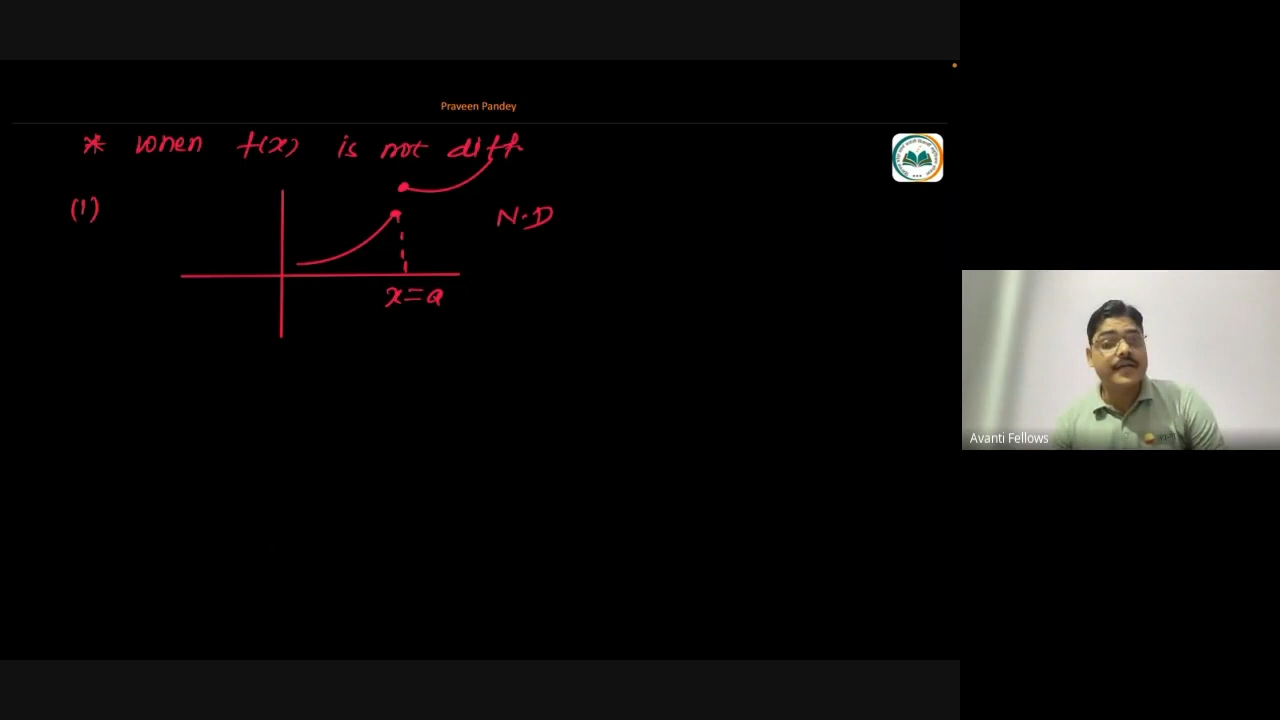 Praveen Pandey
* When f(x) is not diff.
(1)
N.D
x=a
Avanti Fellows